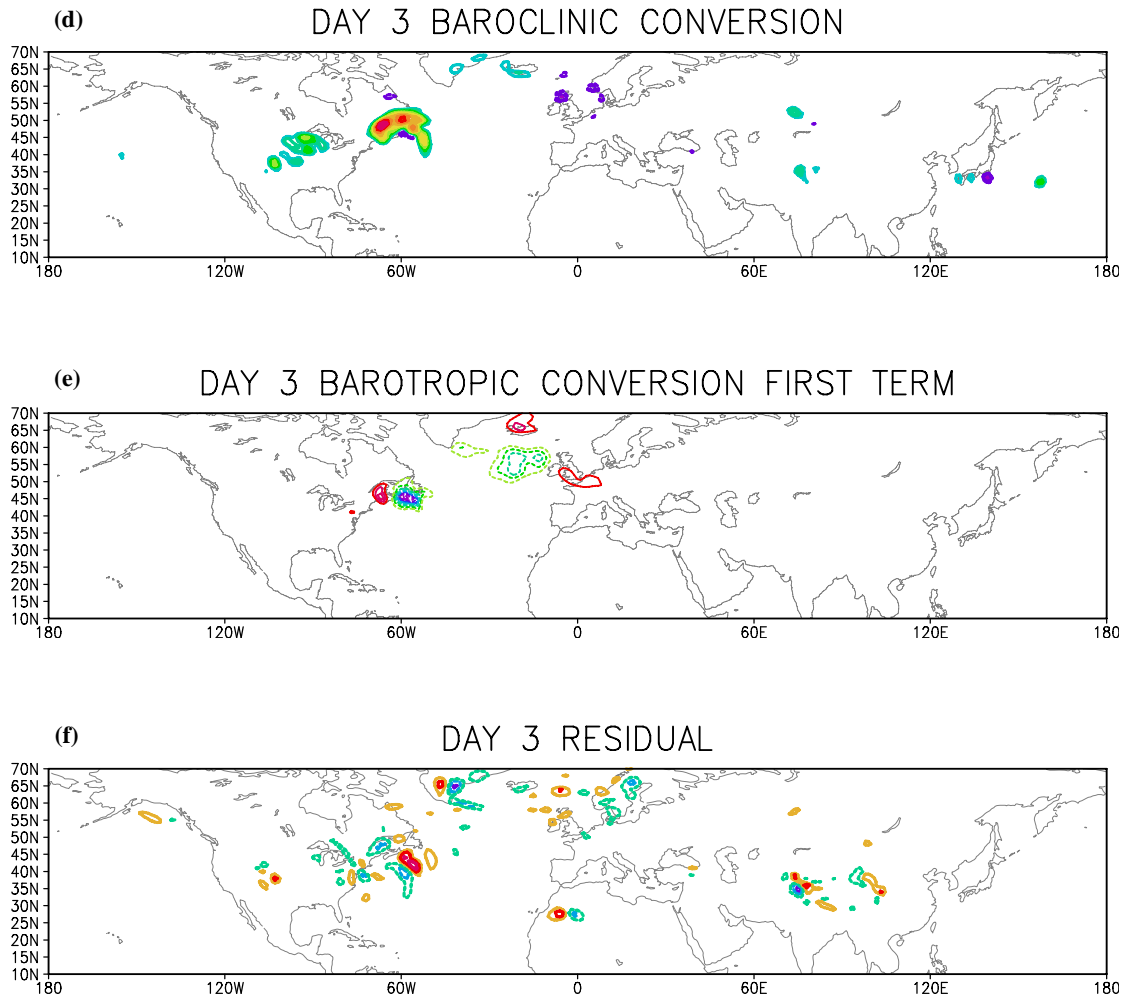 (d) DAY 3 BAROCLINIC CONVERSION
70N
65N
60N
55N
50N
45N
40N
35N
30N
25N
20N
15N
10N
180 120W 60W 0 60E 120E 180
(e) DAY 3 BAROTROPIC CONVERSION FIRST TERM
70N
65N
60N
55N
50N
45N
40N
35N
30N
25N
20N
15N
10N
180 120W 60W 0 60E 120E 180
(f) DAY 3 RESIDUAL
70N
65N
60N
55N
50N
45N
40N
35N
30N
25N
20N
15N
10N
180 120W 60W 0 60E 120E 180